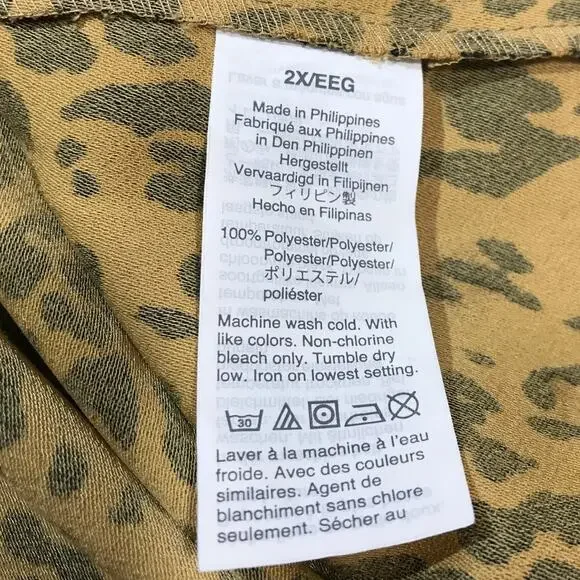 2X/EEG
Made in Philippines
Fabriqué aux Philippines
in Den Philippinen
Hergestellt
Vervaardigd in Filipijnen
フィリピン製
Hecho en Filipinas
100% Polyester/Polyester/
Polyester/Polyester/
ポリエステル/
poliéster
Machine wash cold. With
like colors. Non-chlorine
bleach only. Tumble dry
low. Iron on lowest setting.
30
Laver à la machine à l'eau
froide. Avec des couleurs
similaires. Agent de
blanchiment sans chlore
seulement. Sécher au